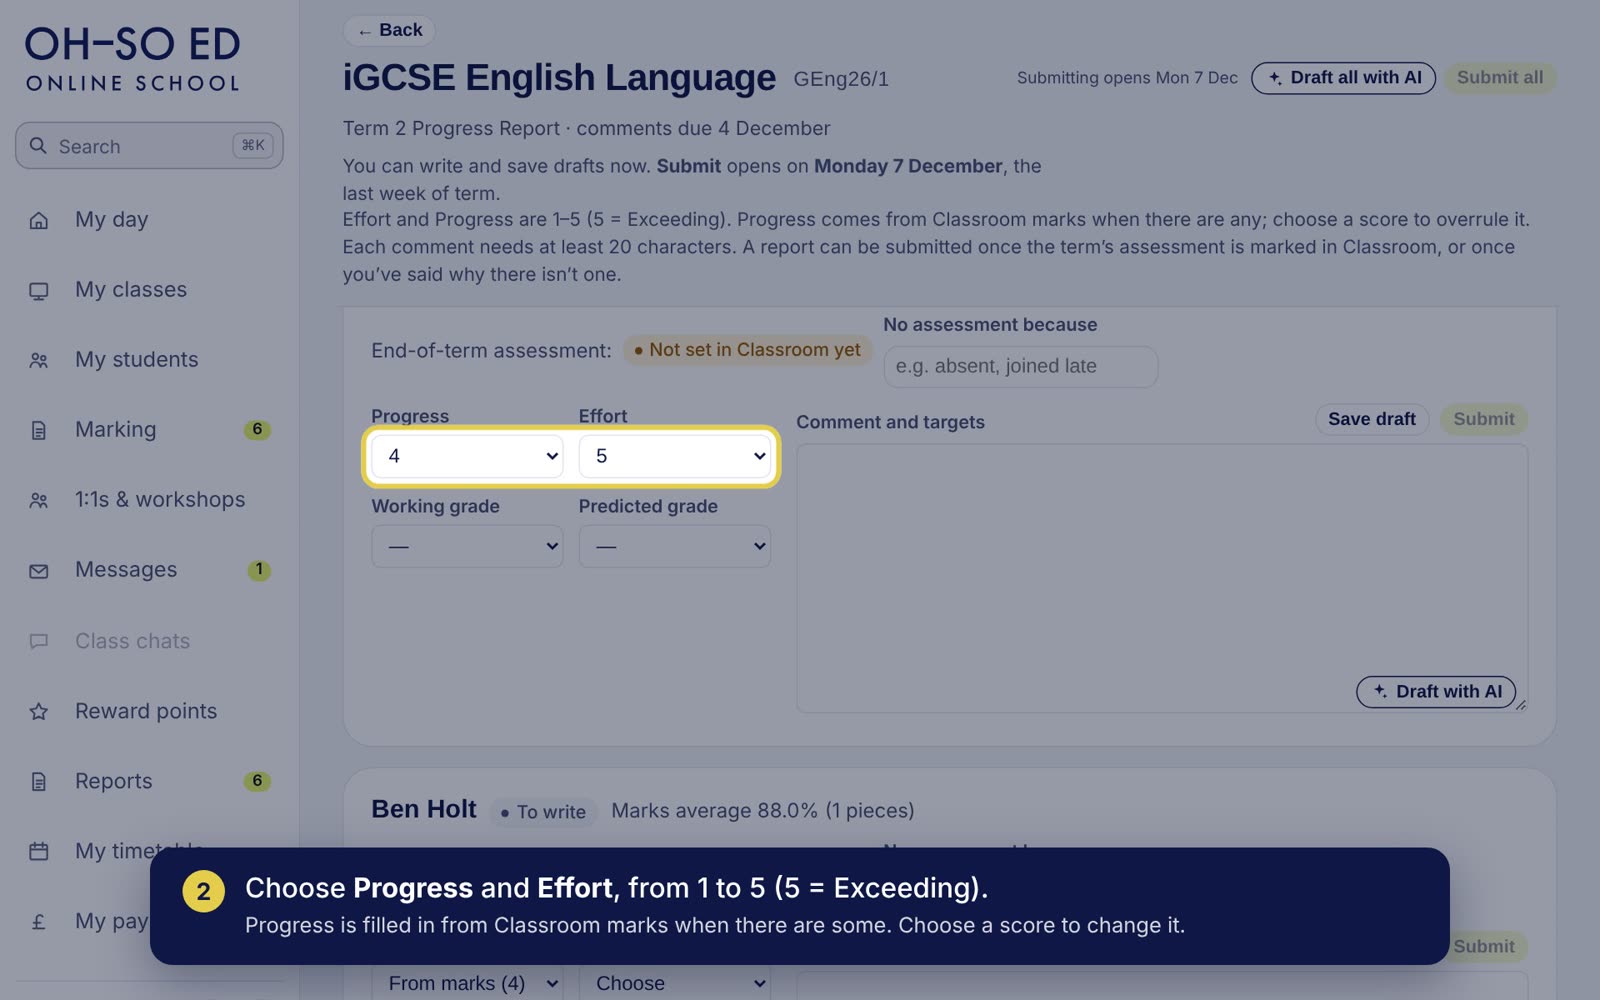 OH–SO ED
ONLINE SCHOOL
Search
⌘K
My day
My classes
My students
Marking
6
1:1s & workshops
Messages
1
Class chats
Reward points
Reports
6
My timetable
£ My pay
← Back
iGCSE English Language GEng26/1
Submitting opens Mon 7 Dec
Draft all with AI
Submit all
Term 2 Progress Report · comments due 4 December
You can write and save drafts now. Submit opens on Monday 7 December, the
last week of term.
Effort and Progress are 1–5 (5 = Exceeding). Progress comes from Classroom marks when there are any; choose a score to overrule it.
Each comment needs at least 20 characters. A report can be submitted once the term’s assessment is marked in Classroom, or once
you’ve said why there isn’t one.
End-of-term assessment: • Not set in Classroom yet
No assessment because
e.g. absent, joined late
Progress
Effort
4
5
Working grade
Predicted grade
—
—
Comment and targets
Save draft
Submit
Draft with AI
Ben Holt • To write Marks average 88.0% (1 pieces)
2
Choose Progress and Effort, from 1 to 5 (5 = Exceeding).
Progress is filled in from Classroom marks when there are some. Choose a score to change it.
Submit
From marks (4)
Choose